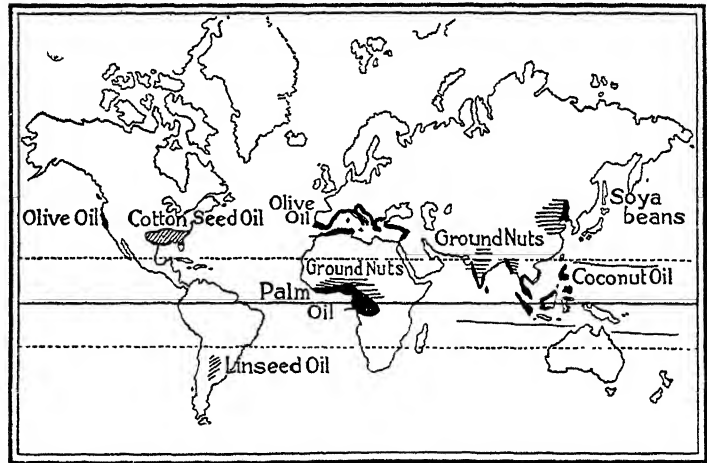 Olive Oil
Cotton Seed Oil
Olive
Oil
Soya
beans
Ground Nuts
Ground Nuts
Coconut Oil
Palm
Oil
Linseed Oil